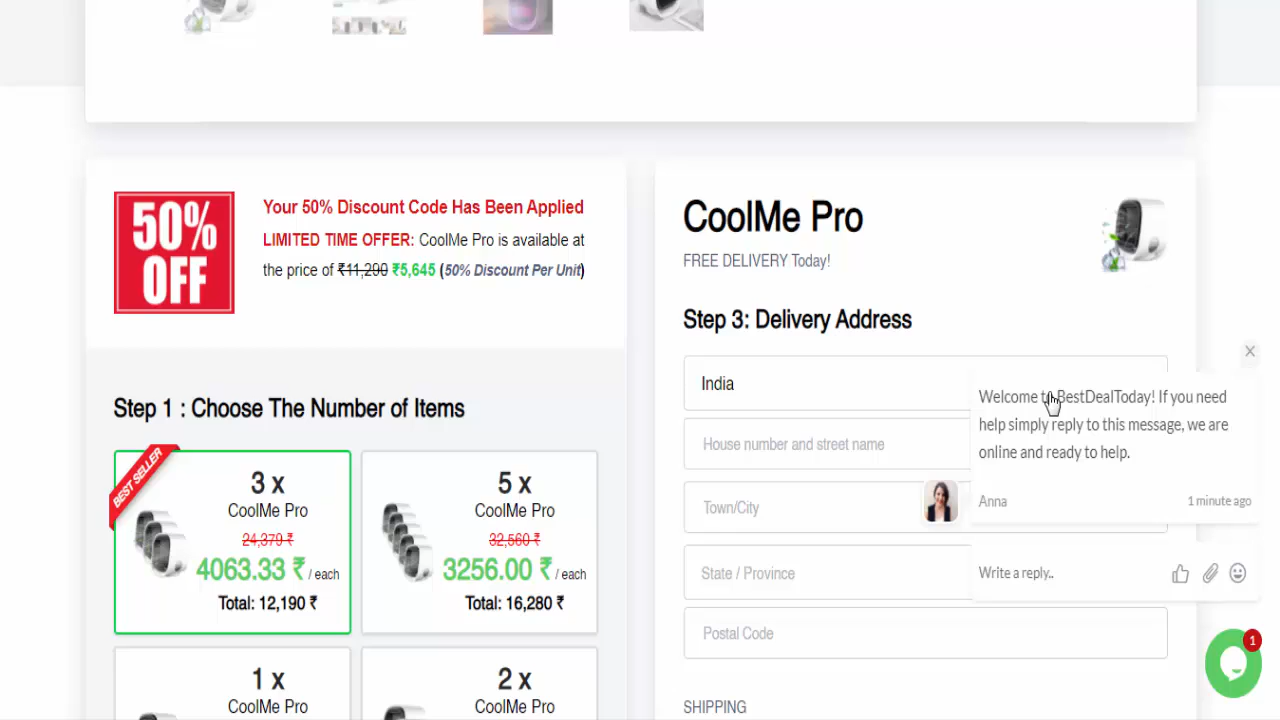 50%
OFF
Your 50% Discount Code Has Been Applied
LIMITED TIME OFFER: CoolMe Pro is available at
the price of ₹11,290 ₹5,645 (50% Discount Per Unit)
Step 1 : Choose The Number of Items
BEST SELLER
3 x
CoolMe Pro
24,379 ₹
4063.33 ₹ / each
Total: 12,190 ₹
5 x
CoolMe Pro
32,560 ₹
3256.00 ₹ / each
Total: 16,280 ₹
1 x
CoolMe Pro
2 x
CoolMe Pro
CoolMe Pro
FREE DELIVERY Today!
Step 3: Delivery Address
India
House number and street name
Town/City
State / Province
Postal Code
SHIPPING
Welcome to BestDealToday! If you need
help simply reply to this message, we are
online and ready to help.
Anna 1 minute ago
Write a reply..
1